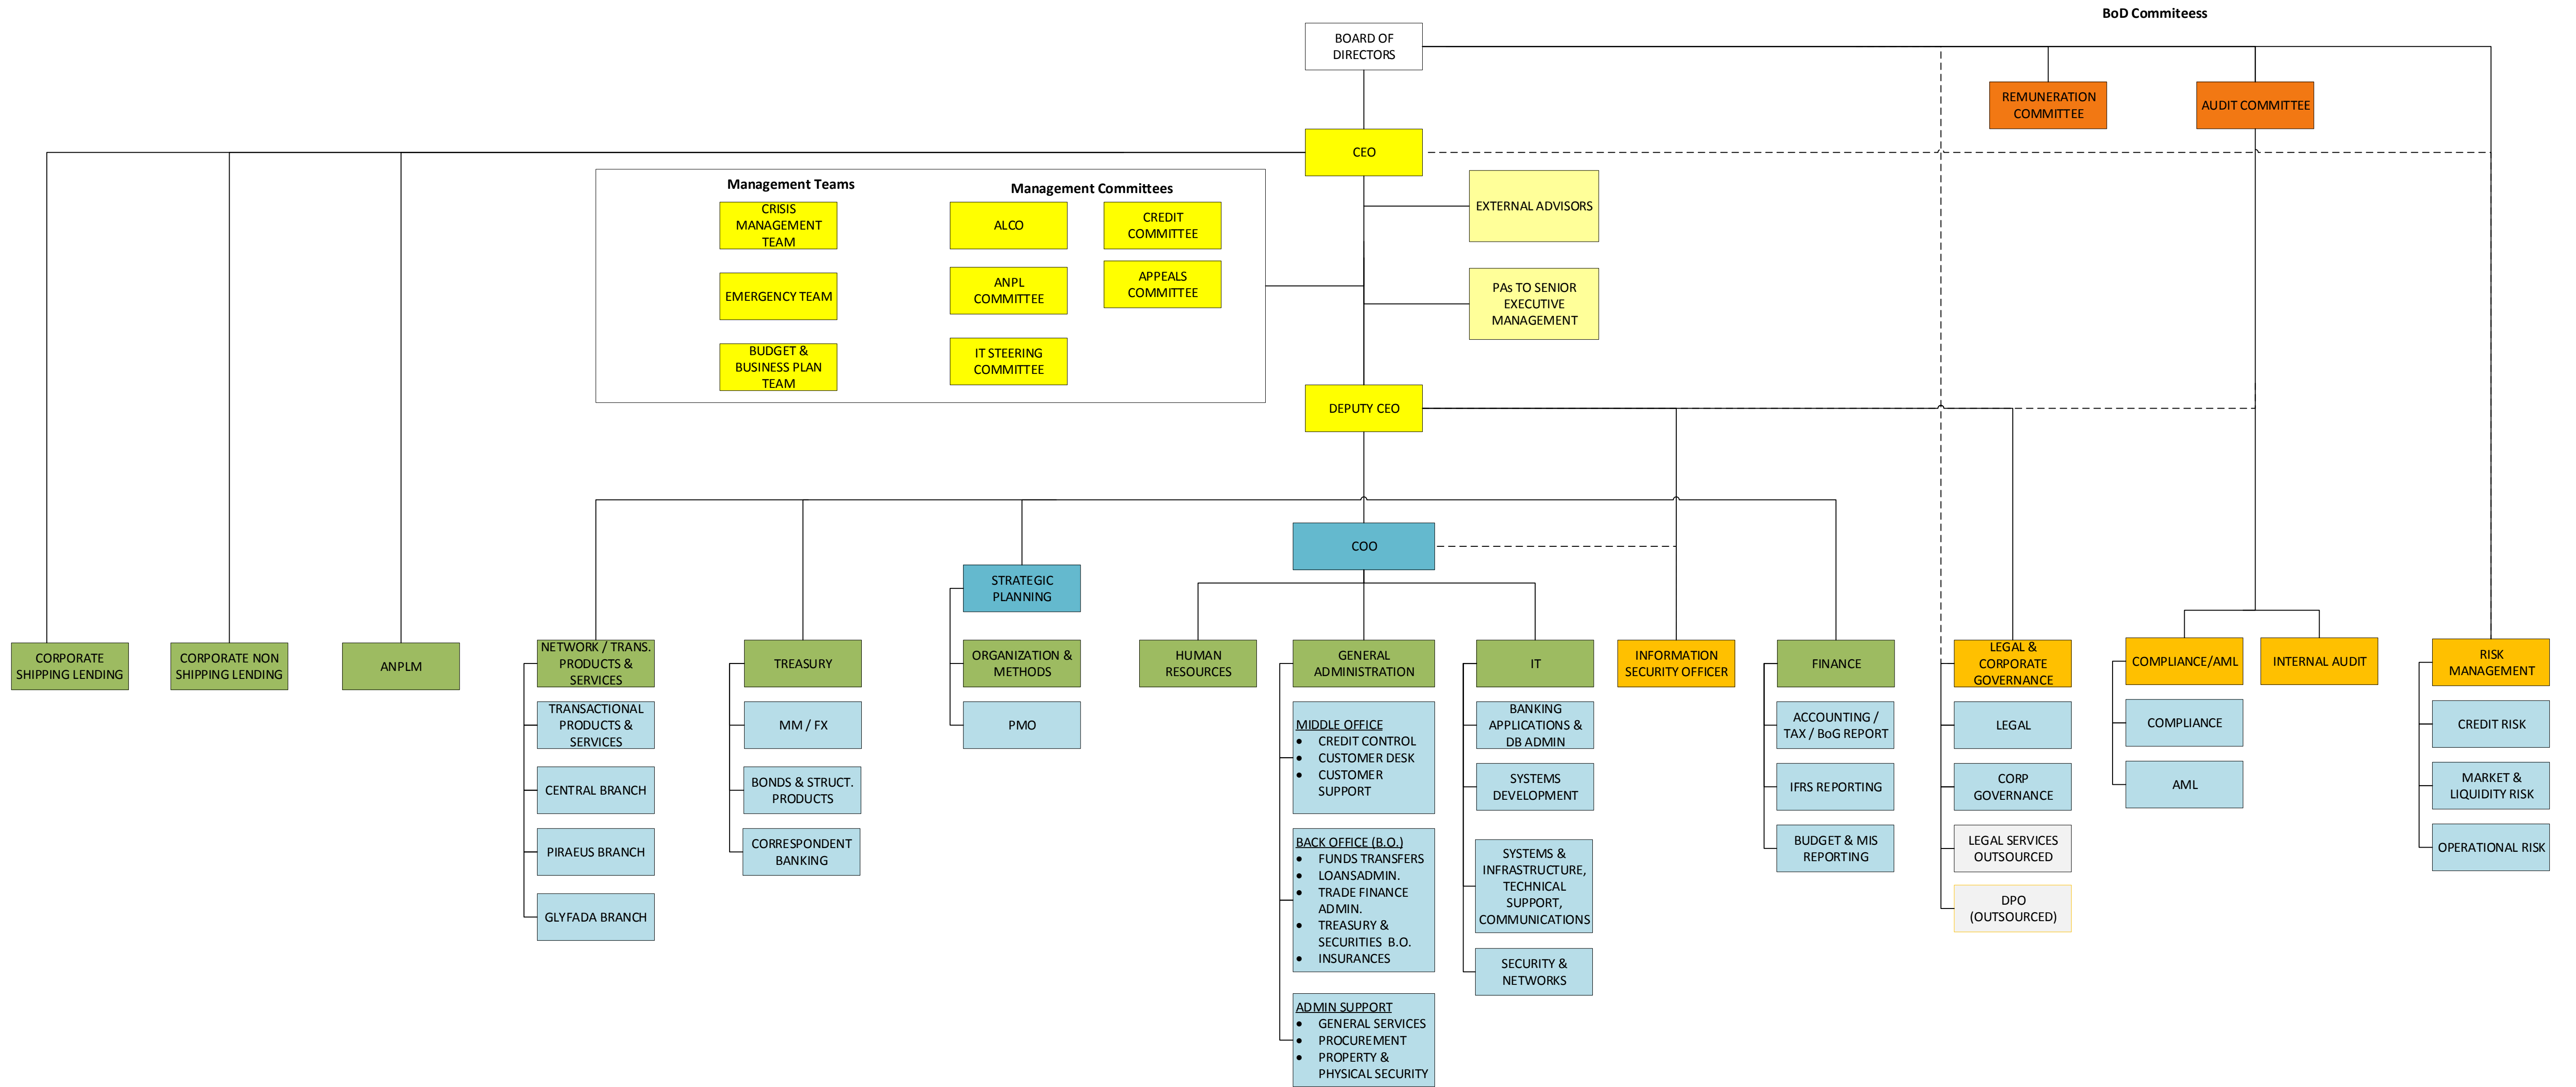 BoD Commiteess
BOARD OF
DIRECTORS
REMUNERATION
COMMITTEE
AUDIT COMMITTEE
CEO
Management Teams
Management Committees
CRISIS
MANAGEMENT
TEAM
ALCO
CREDIT
COMMITTEE
EXTERNAL ADVISORS
EMERGENCY TEAM
ANPL
COMMITTEE
APPEALS
COMMITTEE
PAs TO SENIOR
EXECUTIVE
MANAGEMENT
BUDGET &
BUSINESS PLAN
TEAM
IT STEERING
COMMITTEE
DEPUTY CEO
COO
STRATEGIC
PLANNING
CORPORATE
SHIPPING LENDING
CORPORATE NON
SHIPPING LENDING
ANPLM
NETWORK / TRANS.
PRODUCTS &
SERVICES
TREASURY
ORGANIZATION &
METHODS
HUMAN
RESOURCES
GENERAL
ADMINISTRATION
IT
INFORMATION
SECURITY OFFICER
FINANCE
LEGAL &
CORPORATE
GOVERNANCE
COMPLIANCE/AML
INTERNAL AUDIT
RISK
MANAGEMENT
TRANSACTIONAL
PRODUCTS &
SERVICES
CENTRAL BRANCH
PIRAEUS BRANCH
GLYFADA BRANCH
MM / FX
BONDS & STRUCT.
PRODUCTS
CORRESPONDENT
BANKING
PMO
MIDDLE OFFICE
• CREDIT CONTROL
• CUSTOMER DESK
• CUSTOMER
SUPPORT
BACK OFFICE (B.O.)
• FUNDS TRANSFERS
• LOANSADMIN.
• TRADE FINANCE
ADMIN.
• TREASURY &
SECURITIES B.O.
• INSURANCES
ADMIN SUPPORT
• GENERAL SERVICES
• PROCUREMENT
• PROPERTY &
PHYSICAL SECURITY
BANKING
APPLICATIONS &
DB ADMIN
SYSTEMS
DEVELOPMENT
SYSTEMS &
INFRASTRUCTURE,
TECHNICAL
SUPPORT,
COMMUNICATIONS
SECURITY &
NETWORKS
ACCOUNTING /
TAX / BoG REPORT
IFRS REPORTING
BUDGET & MIS
REPORTING
LEGAL
CORP
GOVERNANCE
LEGAL SERVICES
OUTSOURCED
DPO
(OUTSOURCED)
COMPLIANCE
AML
CREDIT RISK
MARKET &
LIQUIDITY RISK
OPERATIONAL RISK